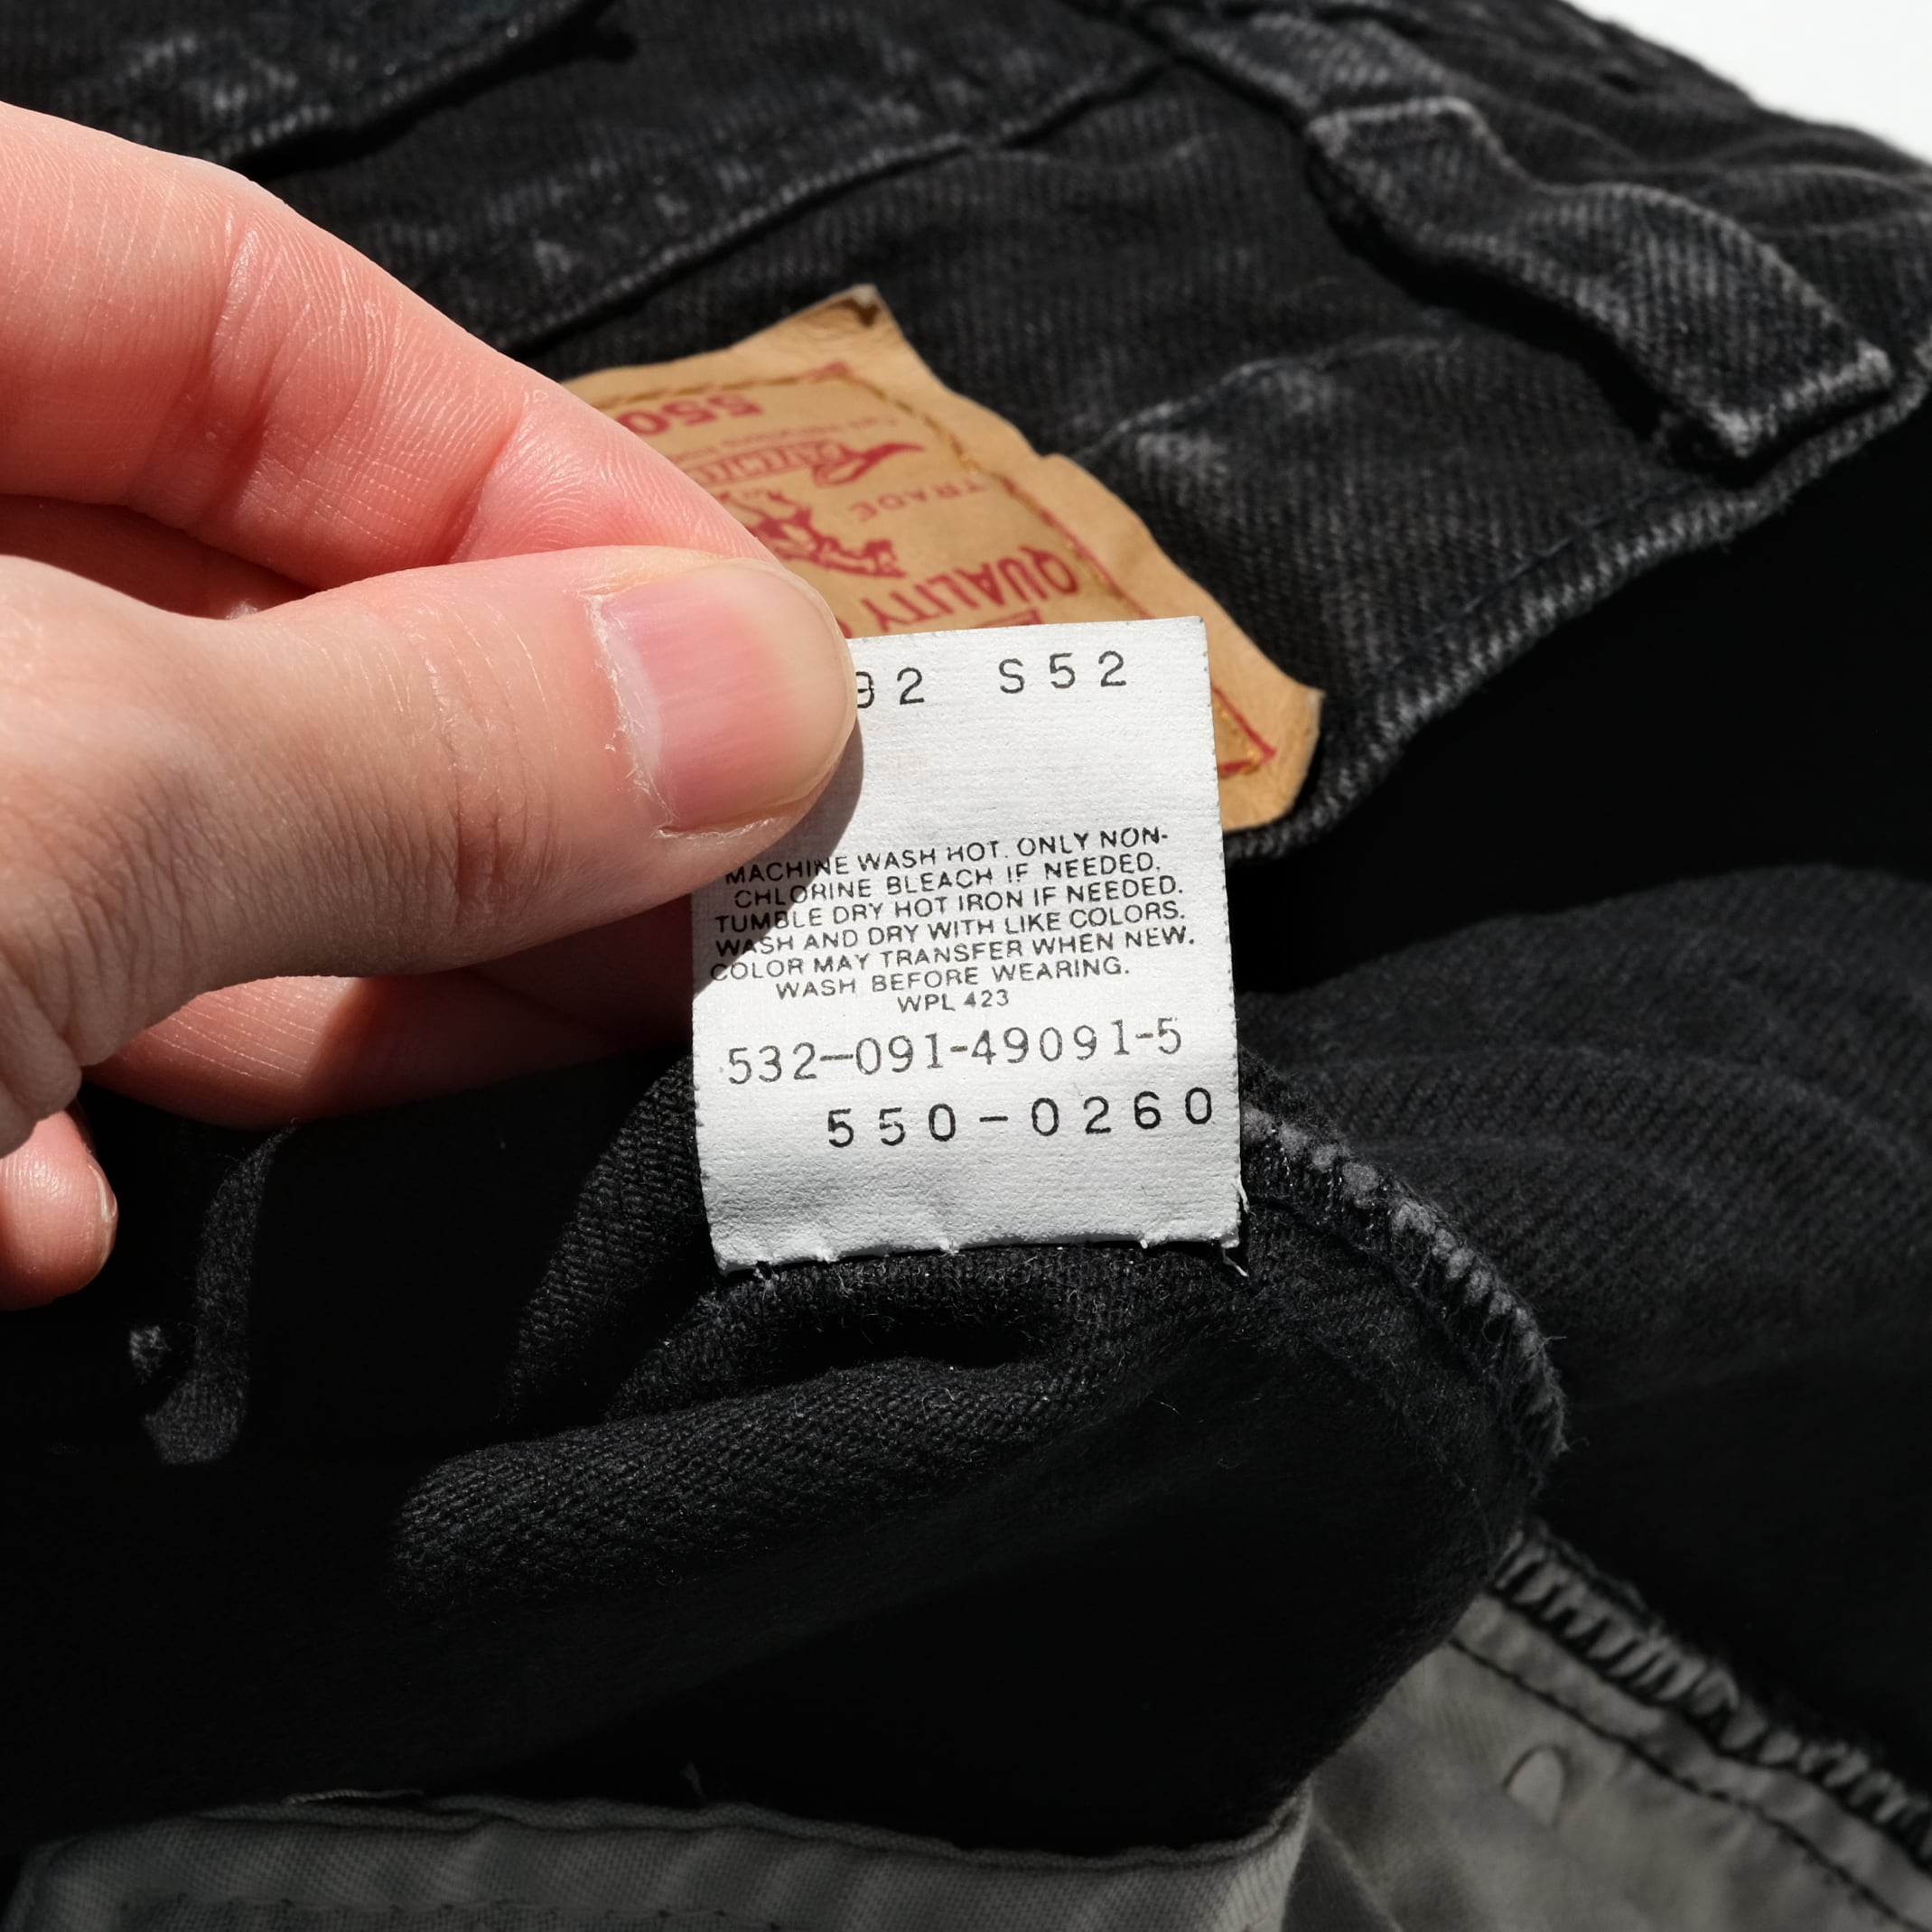 550
TRADE
QUALITY
92 S52
MACHINE WASH HOT. ONLY NON-
CHLORINE BLEACH IF NEEDED.
TUMBLE DRY HOT IRON IF NEEDED.
WASH AND DRY WITH LIKE COLORS.
COLOR MAY TRANSFER WHEN NEW.
WASH BEFORE WEARING.
WPL 423
532-091-49091-5
550-0260